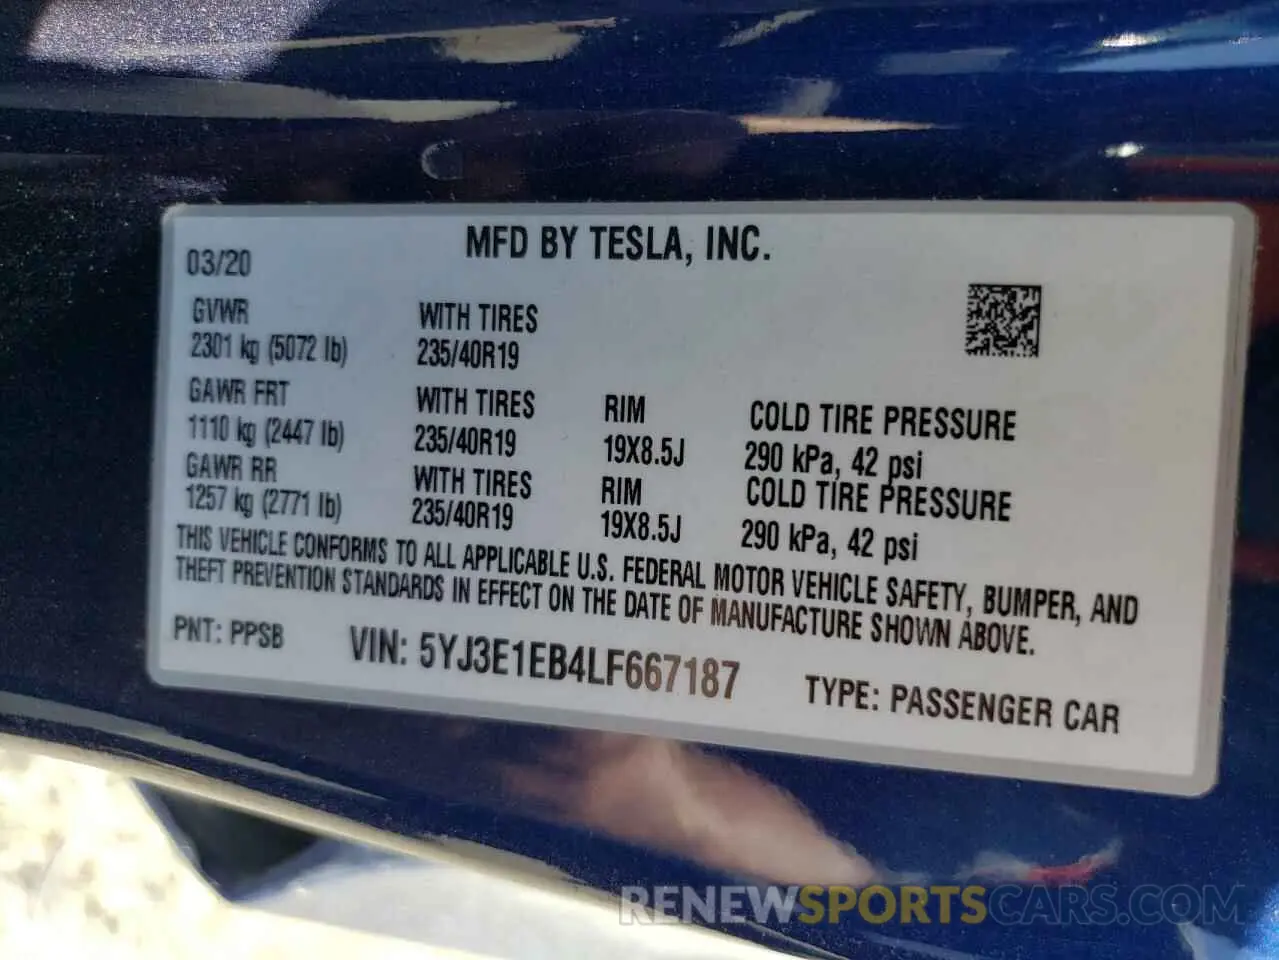 MFD BY TESLA, INC.
03/20
GVWR WITH TIRES
2301 kg (5072 lb) 235/40R19
GAWR FRT WITH TIRES RIM COLD TIRE PRESSURE
1110 kg (2447 lb) 235/40R19 19X8.5J 290 kPa, 42 psi
GAWR RR WITH TIRES RIM COLD TIRE PRESSURE
1257 kg (2771 lb) 235/40R19 19X8.5J 290 kPa, 42 psi
THIS VEHICLE CONFORMS TO ALL APPLICABLE U.S. FEDERAL MOTOR VEHICLE SAFETY, BUMPER, AND
THEFT PREVENTION STANDARDS IN EFFECT ON THE DATE OF MANUFACTURE SHOWN ABOVE.
PNT: PPSB VIN: 5YJ3E1EB4LF667187 TYPE: PASSENGER CAR
RENEWSPORTSCARS.COM